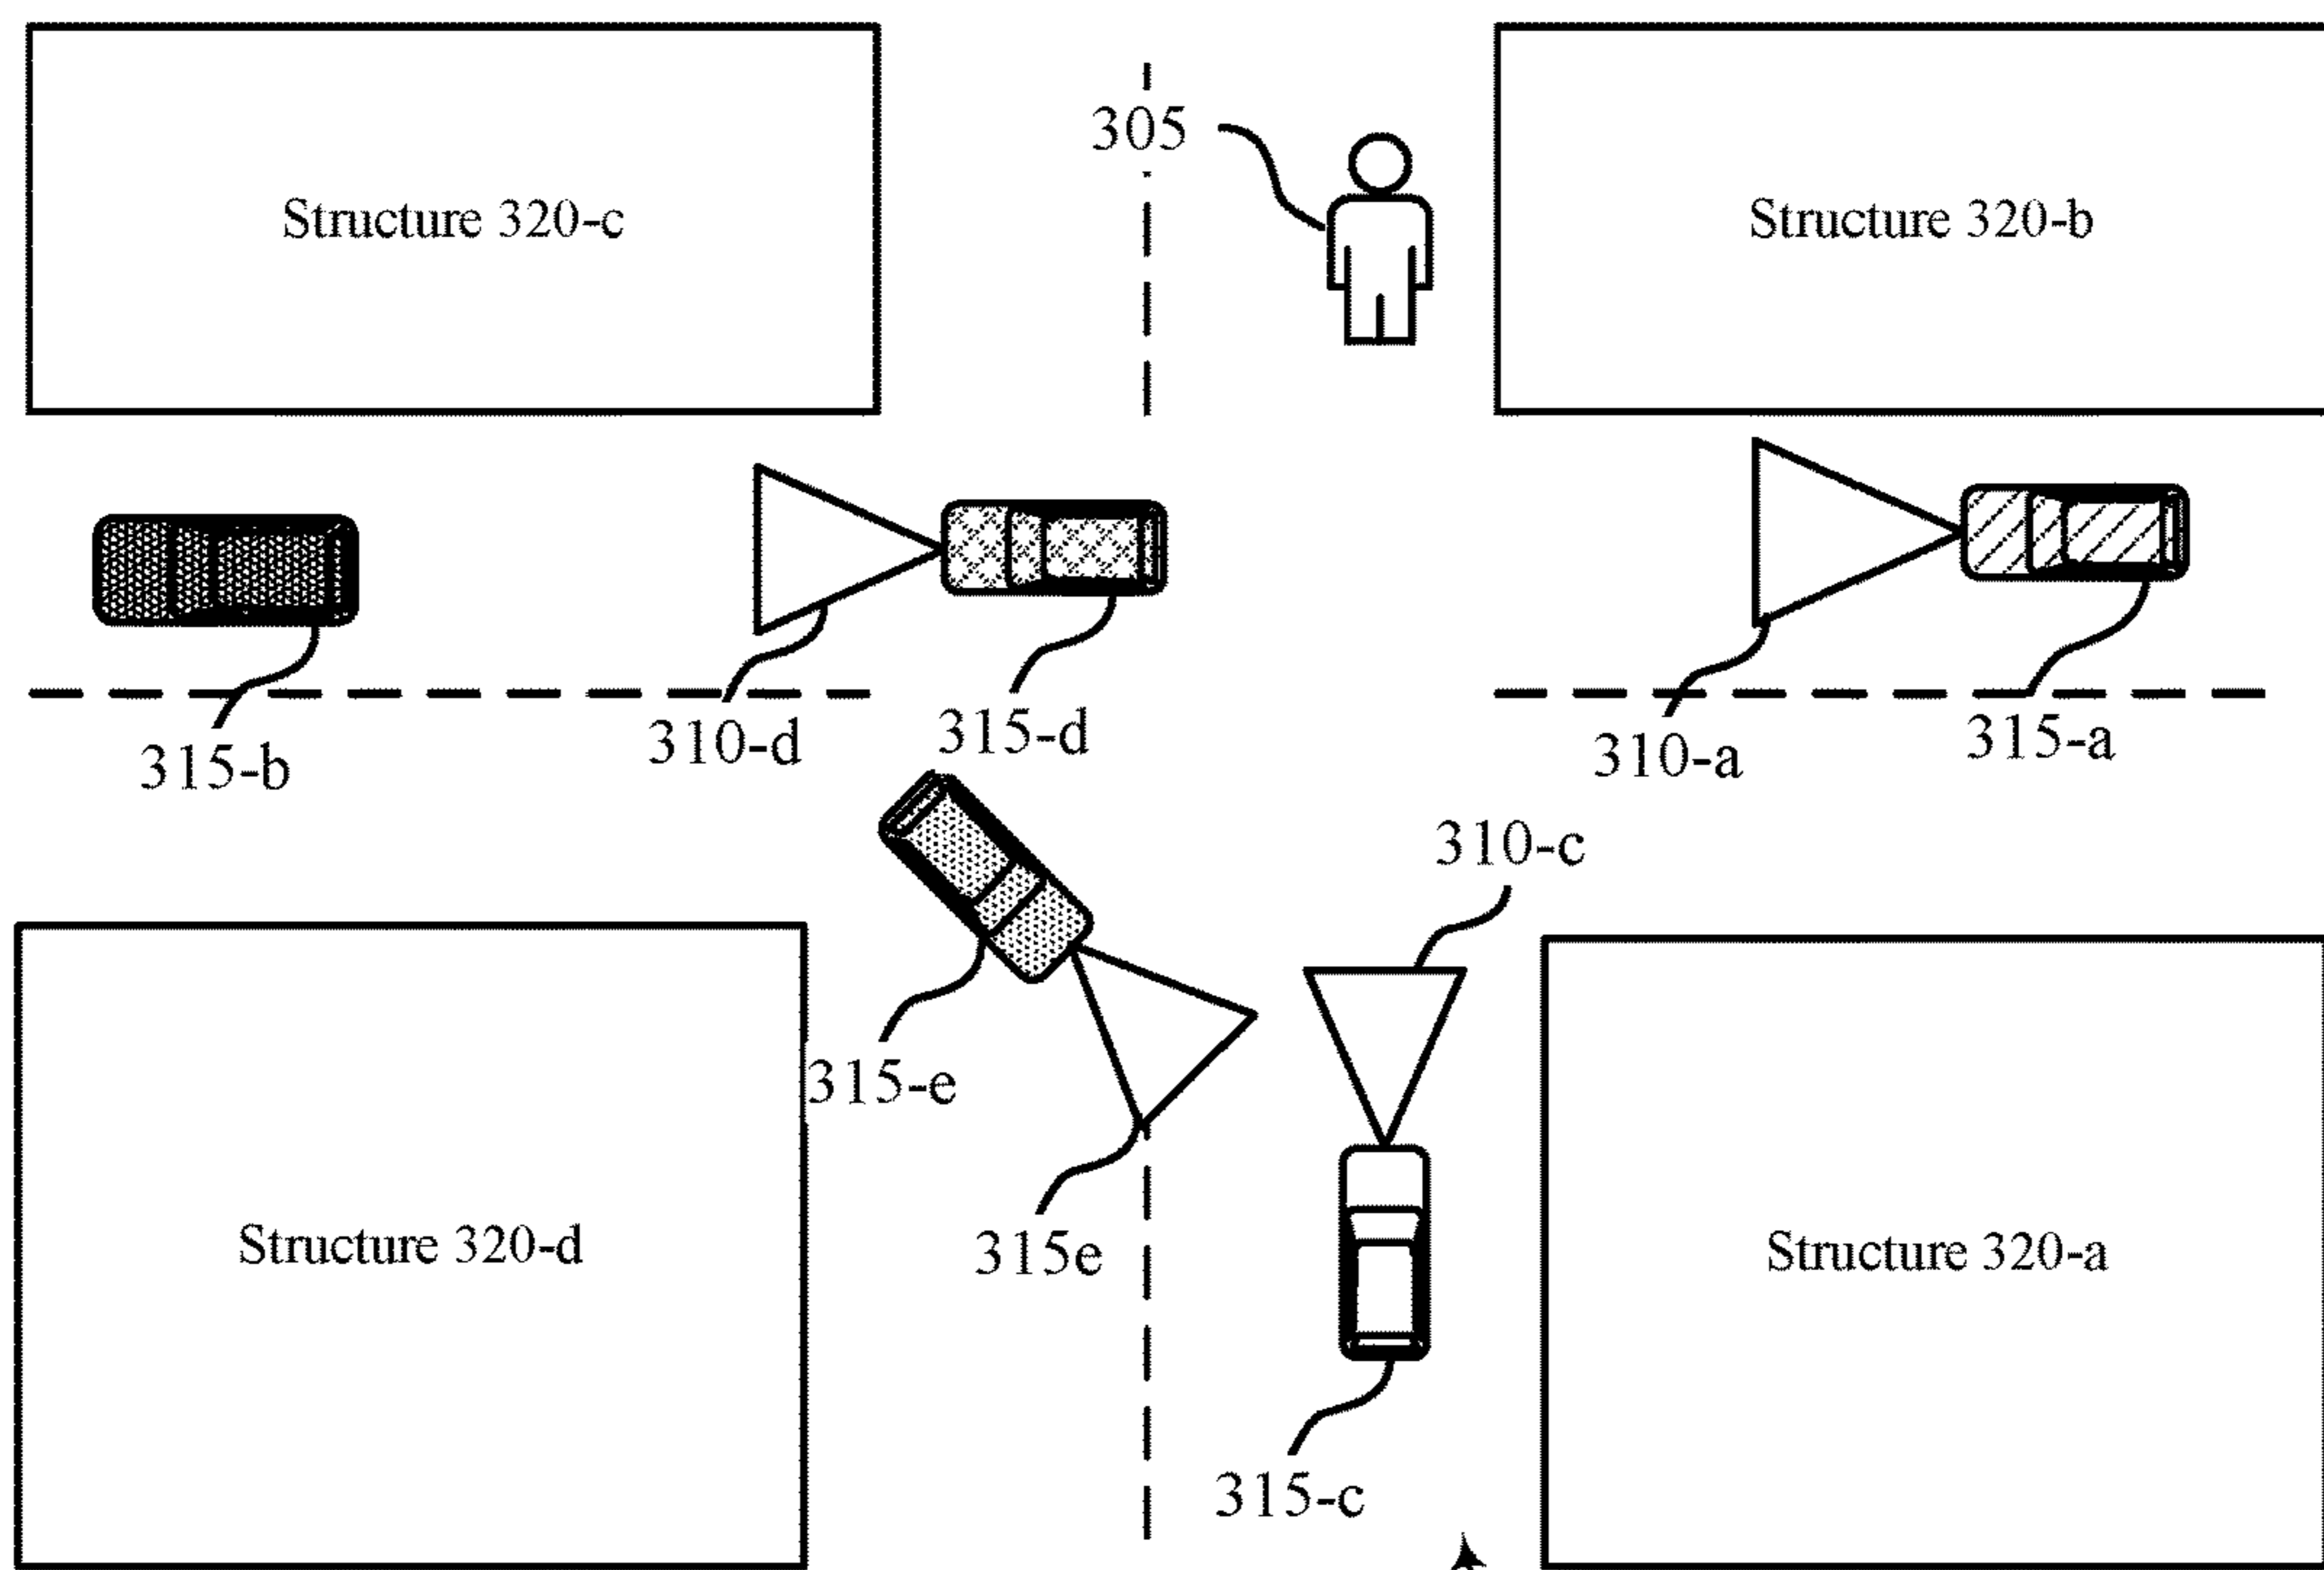 305
Structure 320-c
Structure 320-b
315-b
310-d
315-d
310-a
315-a
310-c
315-e
315e
Structure 320-d
Structure 320-a
315-c